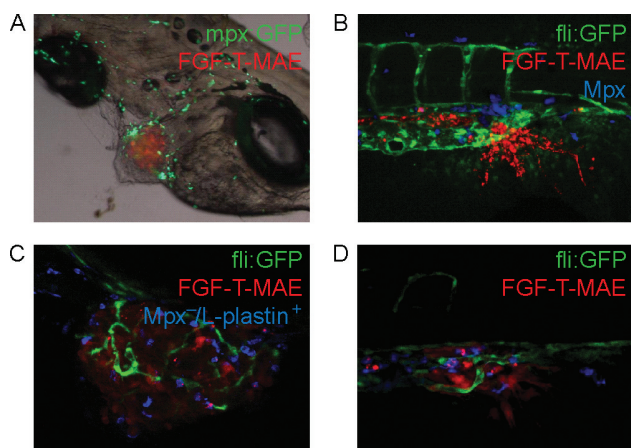 A
mpx:GFP
FGF-T-MAE
B
fli:GFP
FGF-T-MAE
Mpx
C
fli:GFP
FGF-T-MAE
Mpx⁻/L-plastin⁺
D
fli:GFP
FGF-T-MAE